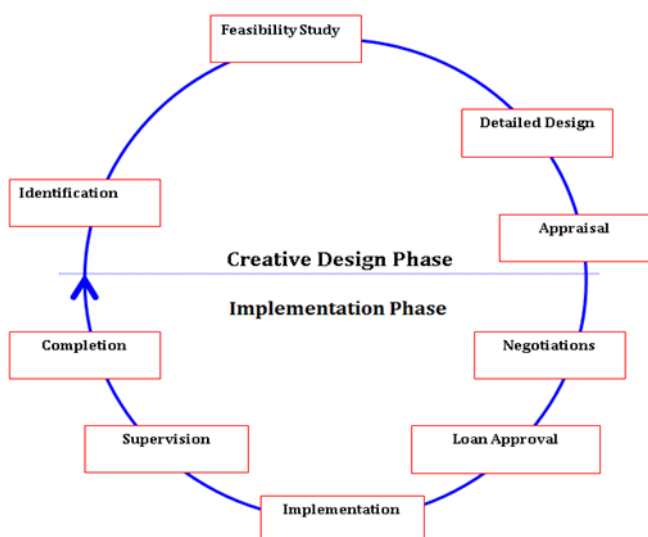 Feasibility Study
Detailed Design
Identification
Appraisal
Creative Design Phase
Implementation Phase
Completion
Negotiations
Supervision
Loan Approval
Implementation